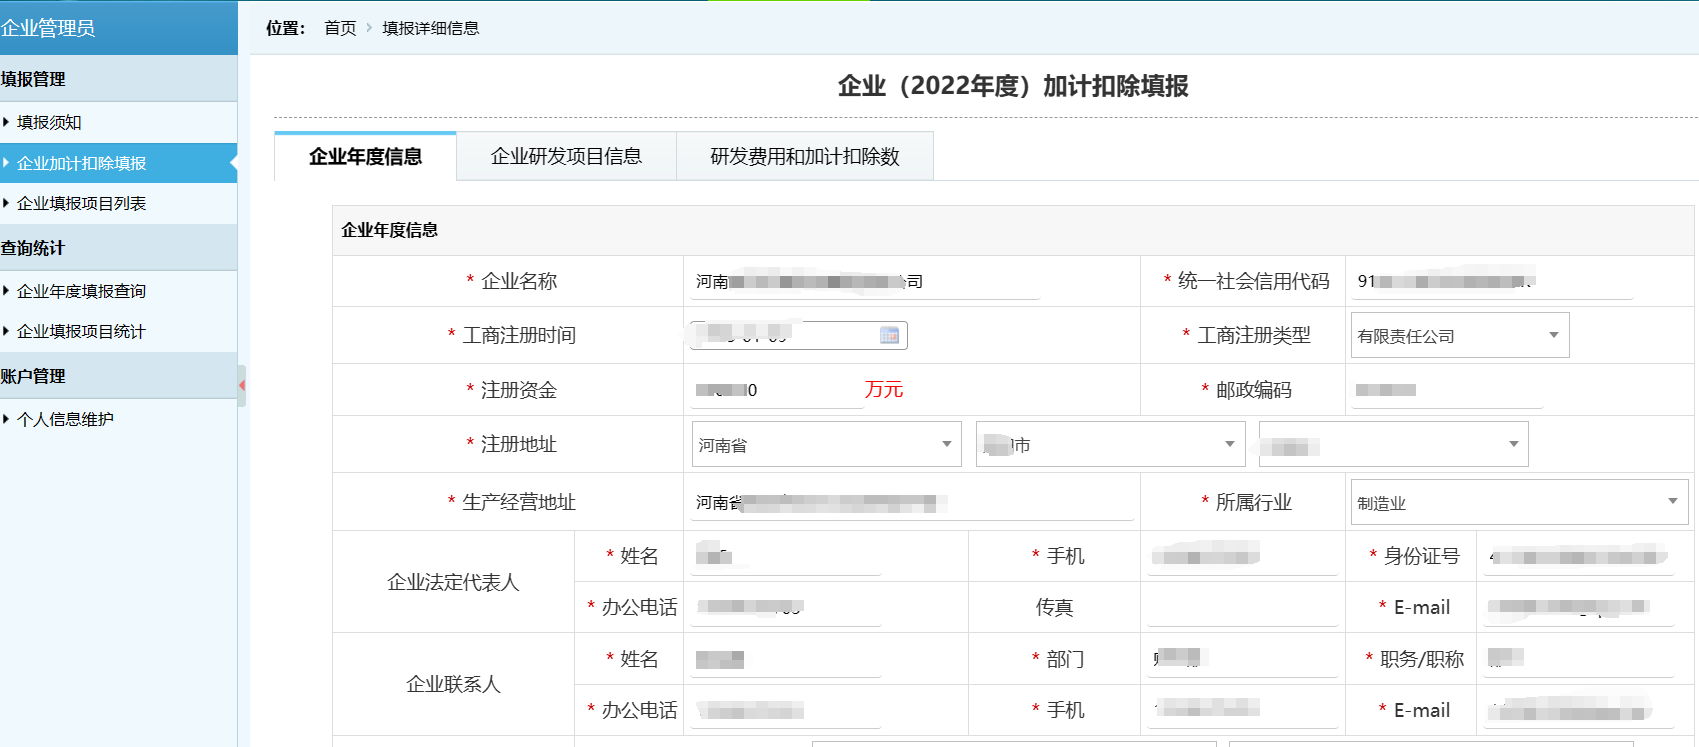 企业管理员
位置： 首页 > 填报详细信息
填报管理
填报须知
企业加计扣除填报
企业填报项目列表
查询统计
企业年度填报查询
企业填报项目统计
账户管理
个人信息维护
企业（2022年度）加计扣除填报
企业年度信息 企业研发项目信息 研发费用和加计扣除数
企业年度信息
* 企业名称 河南 公司 * 统一社会信用代码 91
* 工商注册时间 * 工商注册类型 有限责任公司
* 注册资金 0 万元 * 邮政编码
* 注册地址 河南省 市
* 生产经营地址 河南省 * 所属行业 制造业
企业法定代表人
* 姓名 * 手机 * 身份证号
* 办公电话 传真 * E-mail
企业联系人
* 姓名 * 部门 * 职务/职称
* 办公电话 * 手机 * E-mail